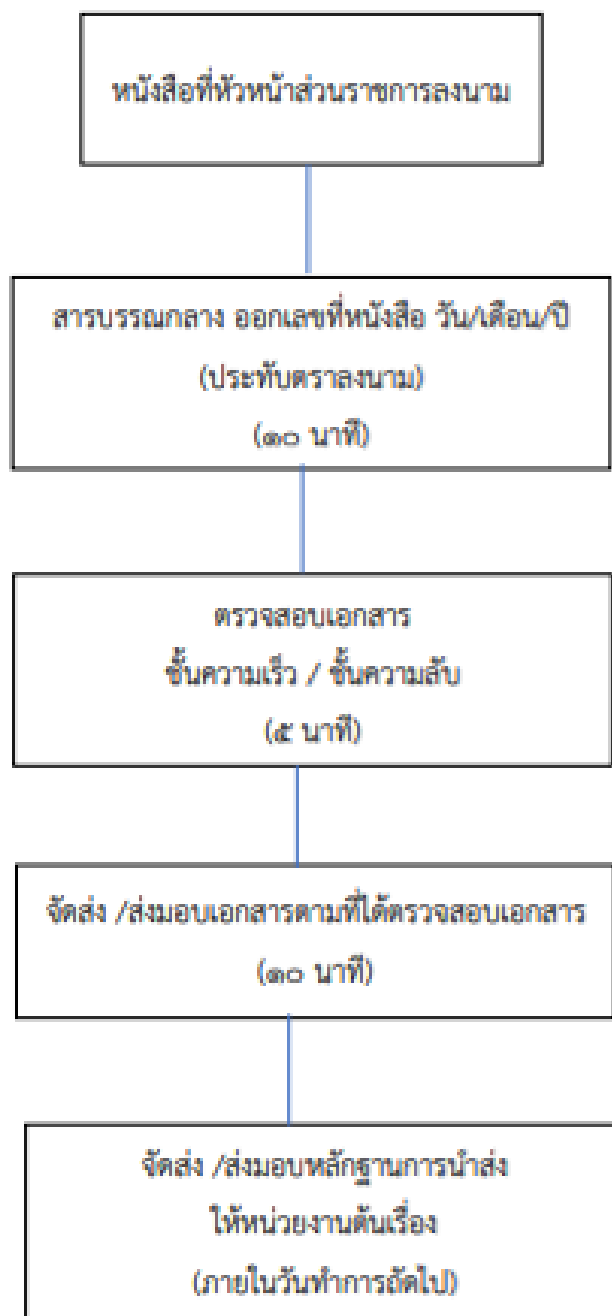 หนังสือที่หัวหน้าส่วนราชการลงนาม
สารบรรณกลาง ออกเลขที่หนังสือ วัน/เดือน/ปี
(ประทับตราลงนาม)
(๑๐ นาที)
ตรวจสอบเอกสาร
ชั้นความเร็ว / ชั้นความลับ
(๕ นาที)
จัดส่ง /ส่งมอบเอกสารตามที่ได้ตรวจสอบเอกสาร
(๑๐ นาที)
จัดส่ง /ส่งมอบหลักฐานการนำส่ง
ให้หน่วยงานต้นเรื่อง
(ภายในวันทำการถัดไป)